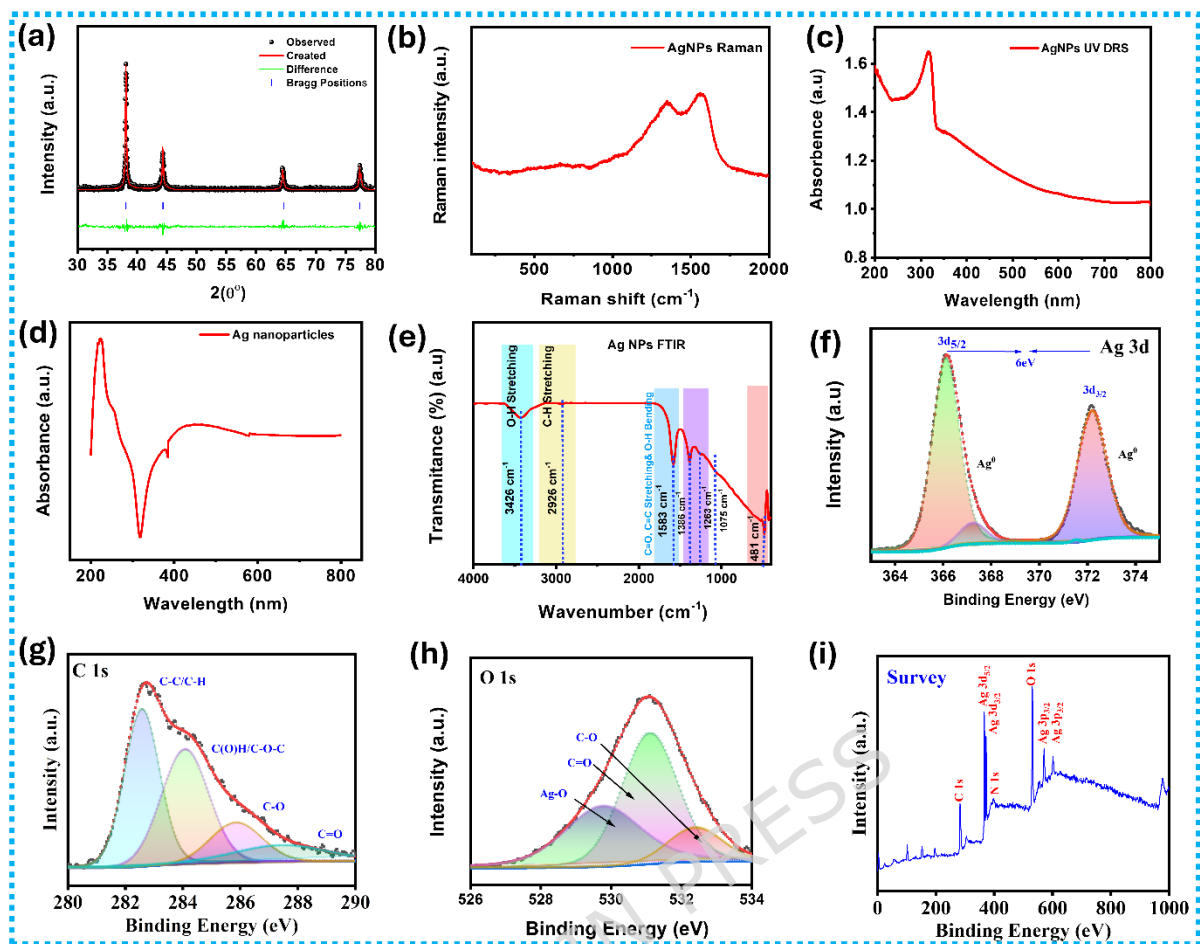 (a)
Observed
Created
Difference
Bragg Positions
Intensity (a.u.)
30 35 40 45 50 55 60 65 70 75 80
2(θ°)
(b)
AgNPs Raman
Raman intensity (a.u.)
500 1000 1500 2000
Raman shift (cm⁻¹)
(c)
AgNPs UV DRS
Absorbence (a.u)
1.6
1.4
1.2
1.0
0.8
200 300 400 500 600 700 800
Wavelength (nm)
(d)
Ag nanoparticles
Absorbance (a.u.)
200 400 600 800
Wavelength (nm)
(e)
Ag NPs FTIR
Transmitance (%) (a.u)
O-H Stretching
3426 cm⁻¹
C-H Stretching
2926 cm⁻¹
C=O, C=C Stretching& O-H Bending
1583 cm⁻¹
1386 cm⁻¹
1263 cm⁻¹
1075 cm⁻¹
481 cm⁻¹
4000 3000 2000 1000
Wavenumber (cm⁻¹)
(f)
3d5/2
6eV
Ag 3d
3d3/2
Ag⁰
Ag⁰
Intensity (a.u)
364 366 368 370 372 374
Binding Energy (eV)
(g)
C 1s
C-C/C-H
C(O)H/C-O-C
C-O
C=O
Intensity (a.u.)
280 282 284 286 288 290
Binding Energy (eV)
(h)
O 1s
C-O
C=O
Ag-O
Intensity (a.u.)
526 528 530 532 534
Binding Energy (eV)
(i)
Survey
C 1s
Ag 3d5/2
Ag 3d3/2
N 1s
O 1s
Ag 3p3/2
Ag 3p3/2
Intensity (a.u.)
0 200 400 600 800 1000
Binding Energy (eV)
IN PRESS